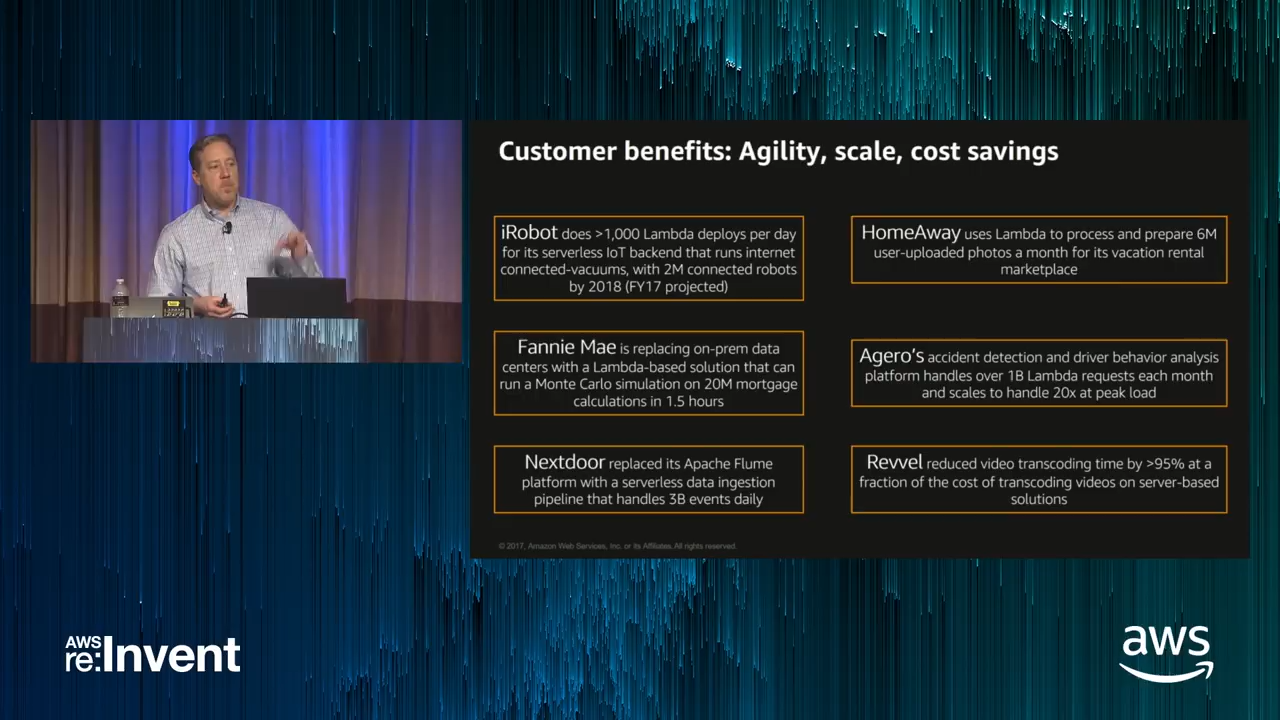 Customer benefits: Agility, scale, cost savings
iRobot does >1,000 Lambda deploys per day
for its serverless IoT backend that runs internet
connected-vacuums, with 2M connected robots
by 2018 (FY17 projected)
HomeAway uses Lambda to process and prepare 6M
user-uploaded photos a month for its vacation rental
marketplace
Fannie Mae is replacing on-prem data
centers with a Lambda-based solution that can
run a Monte Carlo simulation on 20M mortgage
calculations in 1.5 hours
Agero's accident detection and driver behavior analysis
platform handles over 1B Lambda requests each month
and scales to handle 20x at peak load
Nextdoor replaced its Apache Flume
platform with a serverless data ingestion
pipeline that handles 3B events daily
Revvel reduced video transcoding time by >95% at a
fraction of the cost of transcoding videos on server-based
solutions
© 2017, Amazon Web Services, Inc. or its Affiliates. All rights reserved.
AWS
re:Invent
aws